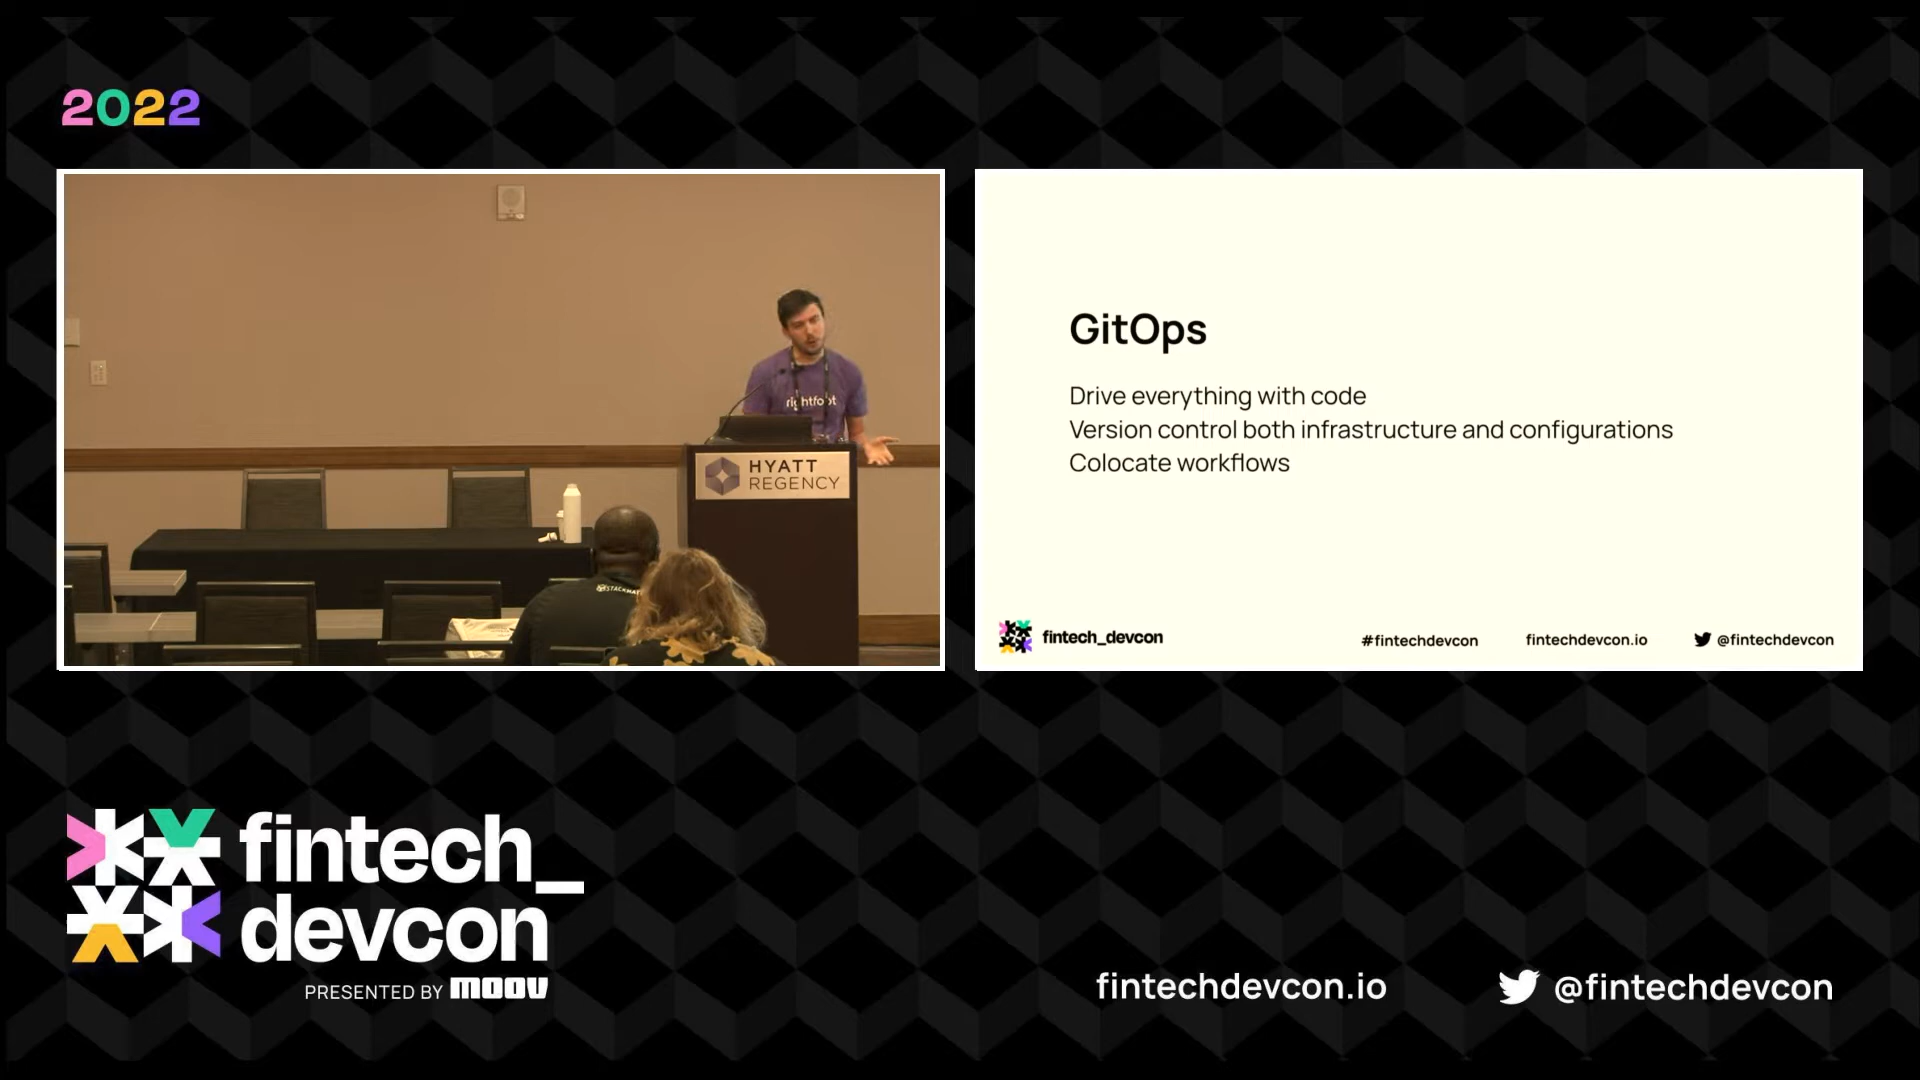 2022
rightfoot
HYATT
REGENCY
GitOps
Drive everything with code
Version control both infrastructure and configurations
Colocate workflows
fintech_devcon
#fintechdevcon
fintechdevcon.io
@fintechdevcon
fintech_
devcon
PRESENTED BY moov
fintechdevcon.io
@fintechdevcon